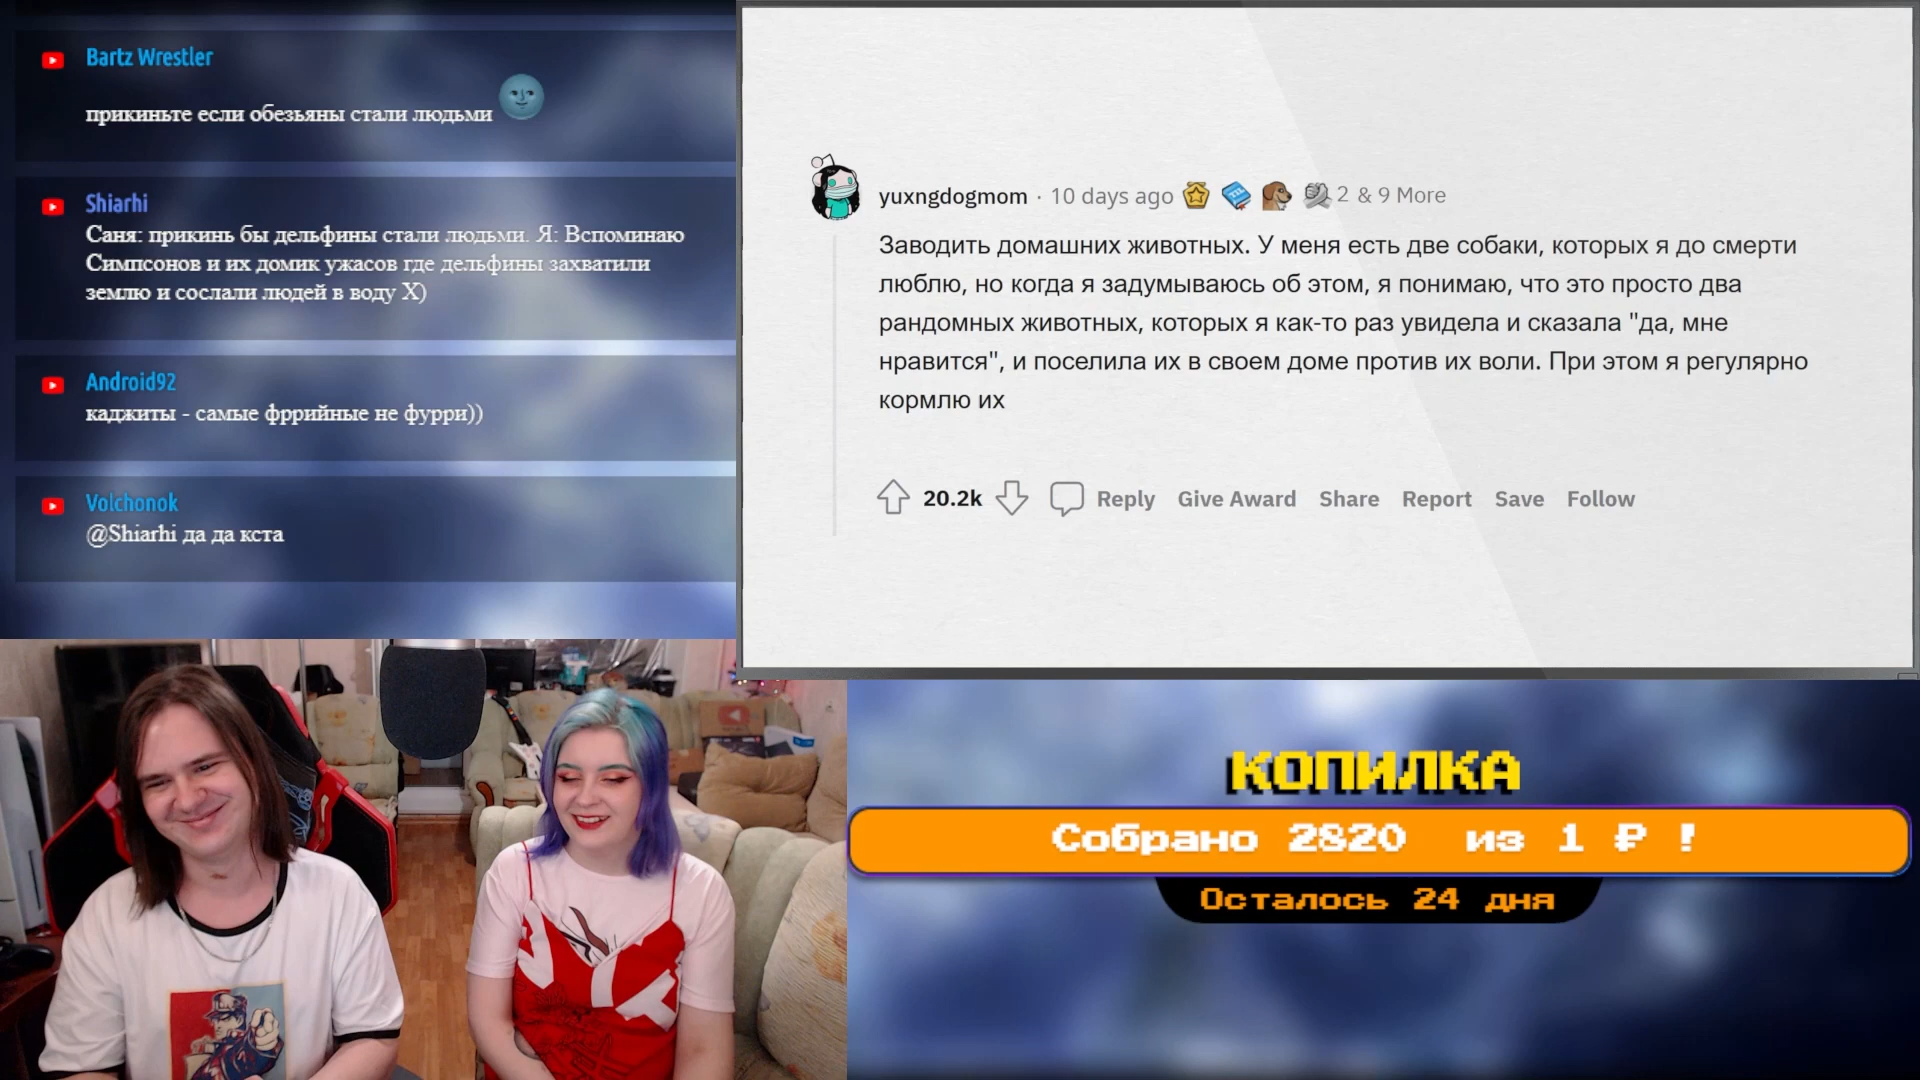 Bartz Wrestler
прикиньте если обезьяны стали людьми
Shiarhi
Саня: прикинь бы дельфины стали людьми. Я: Вспоминаю
Симпсонов и их домик ужасов где дельфины захватили
землю и сослали людей в воду Х)
Android92
каджиты - самые фррийные не фурри))
Volchonok
@Shiarhi да да кста
yuxngdogmom · 10 days ago 2 & 9 More
Заводить домашних животных. У меня есть две собаки, которых я до смерти
люблю, но когда я задумываюсь об этом, я понимаю, что это просто два
рандомных животных, которых я как-то раз увидела и сказала "да, мне
нравится", и поселила их в своем доме против их воли. При этом я регулярно
кормлю их
20.2k Reply Give Award Share Report Save Follow
КОПИЛКА
Собрано 2820 из 1 ₽ !
Осталось 24 дня